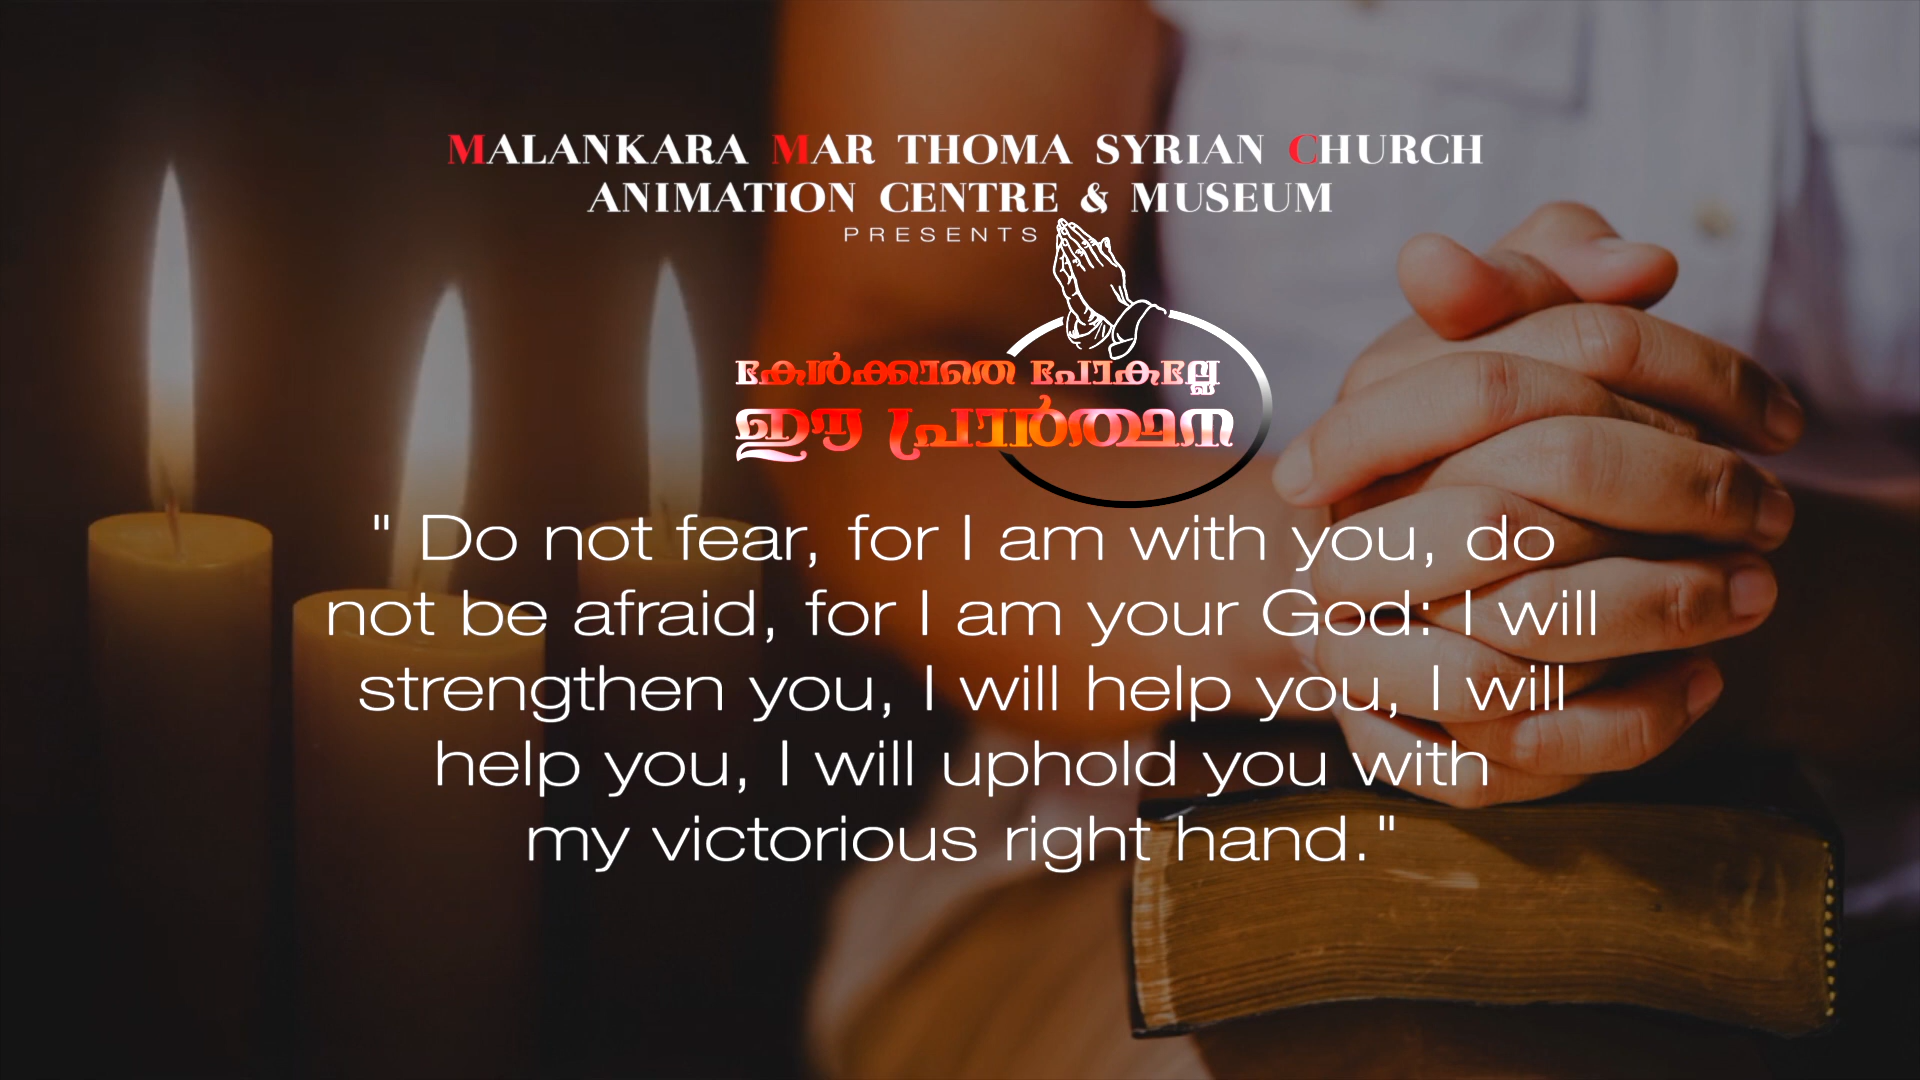 MALANKARA MAR THOMA SYRIAN CHURCH
ANIMATION CENTRE & MUSEUM
PRESENTS
കേൾക്കാതെ പോകല്ലേ
ഈ പ്രാർത്ഥന
" Do not fear, for I am with you, do
not be afraid, for I am your God: I will
strengthen you, I will help you, I will
help you, I will uphold you with
my victorious right hand."